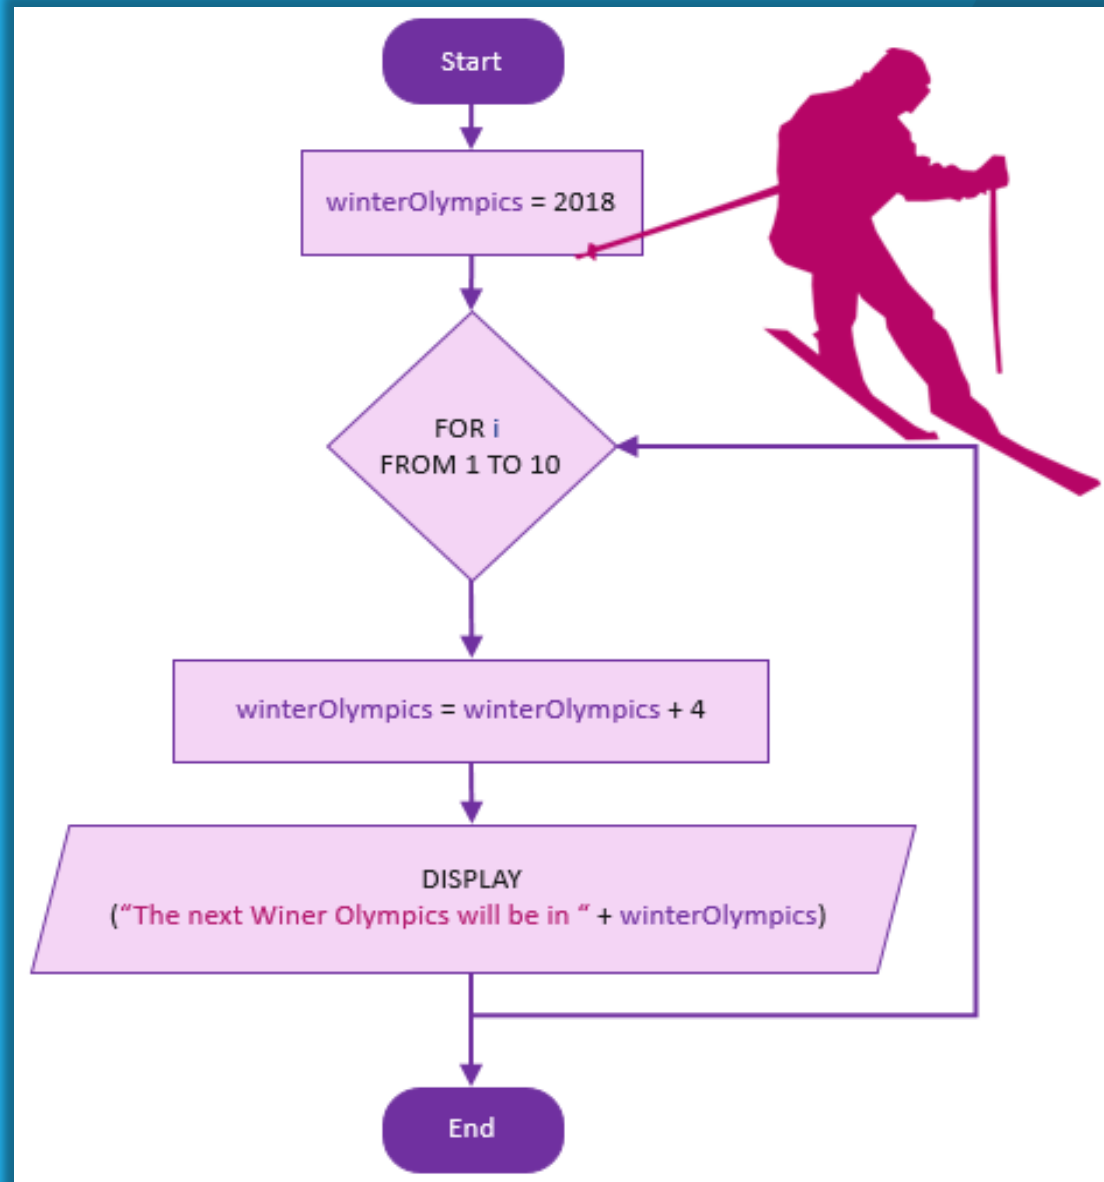 Start
winterOlympics = 2018
FOR i
FROM 1 TO 10
winterOlympics = winterOlympics + 4
DISPLAY
(“The next Winer Olympics will be in “ + winterOlympics)
End